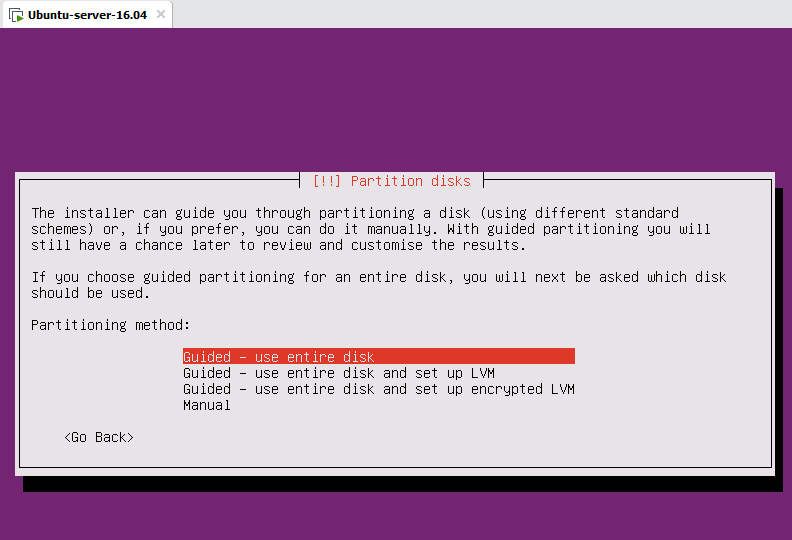 Ubuntu-server-16.04
[!!] Partition disks
The installer can guide you through partitioning a disk (using different standard
schemes) or, if you prefer, you can do it manually. With guided partitioning you will
still have a chance later to review and customise the results.
If you choose guided partitioning for an entire disk, you will next be asked which disk
should be used.
Partitioning method:
Guided - use entire disk
Guided - use entire disk and set up LVM
Guided - use entire disk and set up encrypted LVM
Manual
<Go Back>